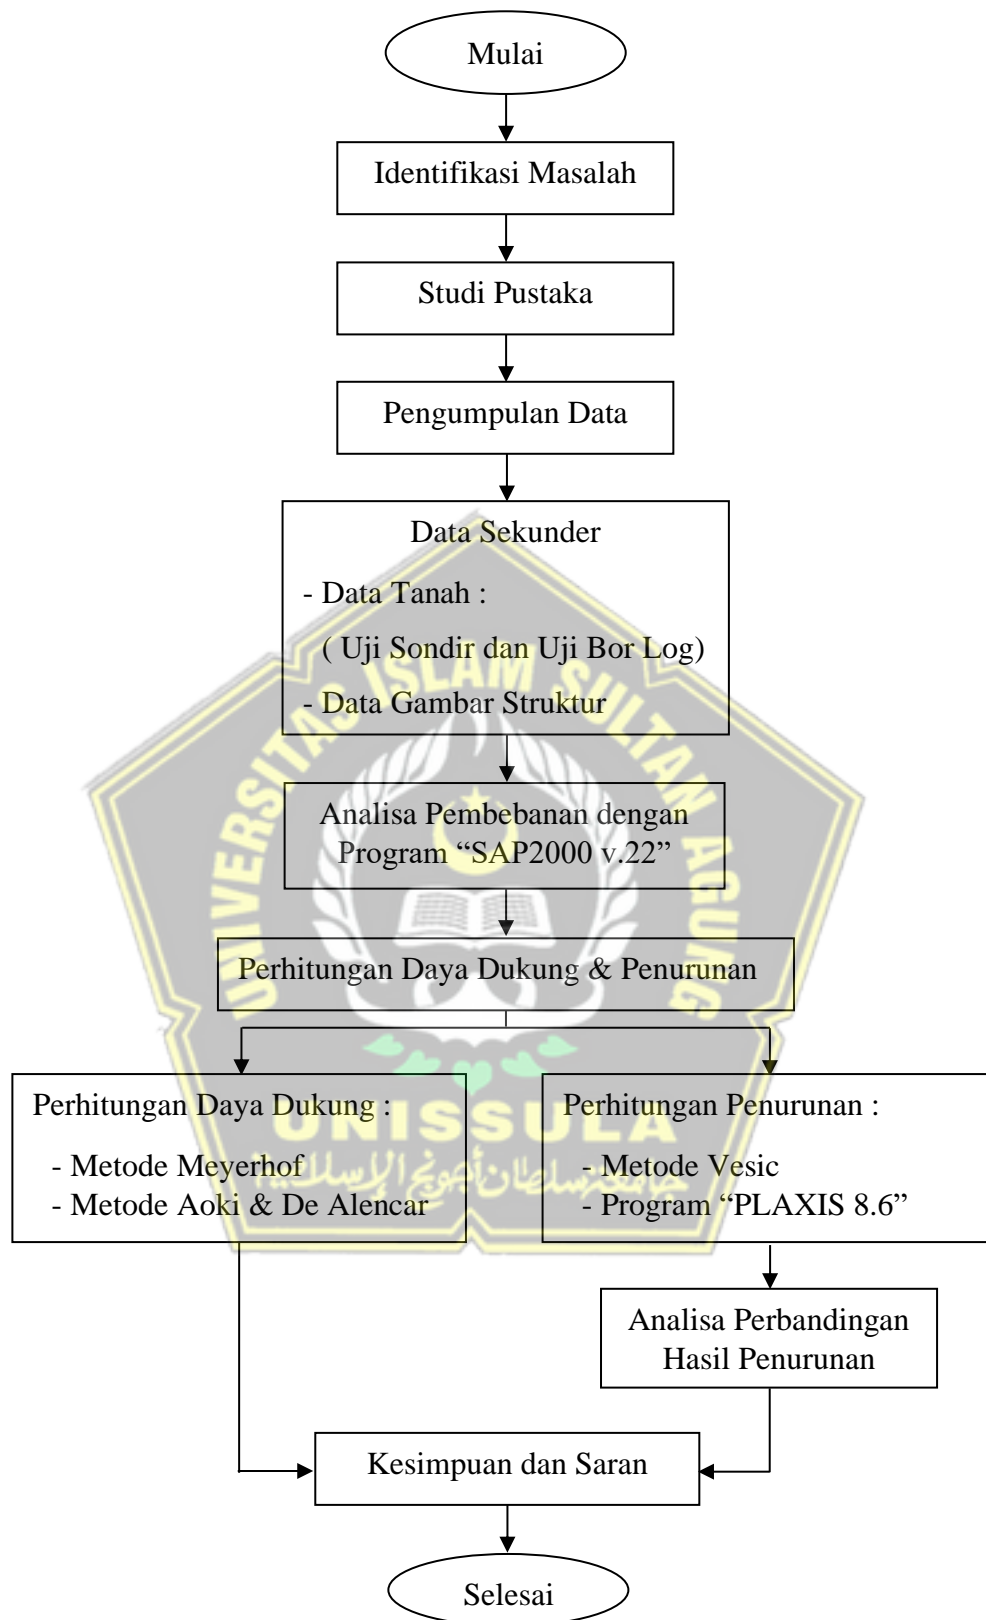 Mulai
Identifikasi Masalah
Studi Pustaka
Pengumpulan Data
Data Sekunder
- Data Tanah :
( Uji Sondir dan Uji Bor Log)
- Data Gambar Struktur
UNIVERSITAS ISLAM SULTAN AGUNG
Analisa Pembebanan dengan
Program “SAP2000 v.22”
Perhitungan Daya Dukung & Penurunan
Perhitungan Daya Dukung :
- Metode Meyerhof
- Metode Aoki & De Alencar
Perhitungan Penurunan :
- Metode Vesic
- Program “PLAXIS 8.6”
UNISSULA
جامعتسلطان أجونج الإسلامية
Analisa Perbandingan
Hasil Penurunan
Kesimpuan dan Saran
Selesai